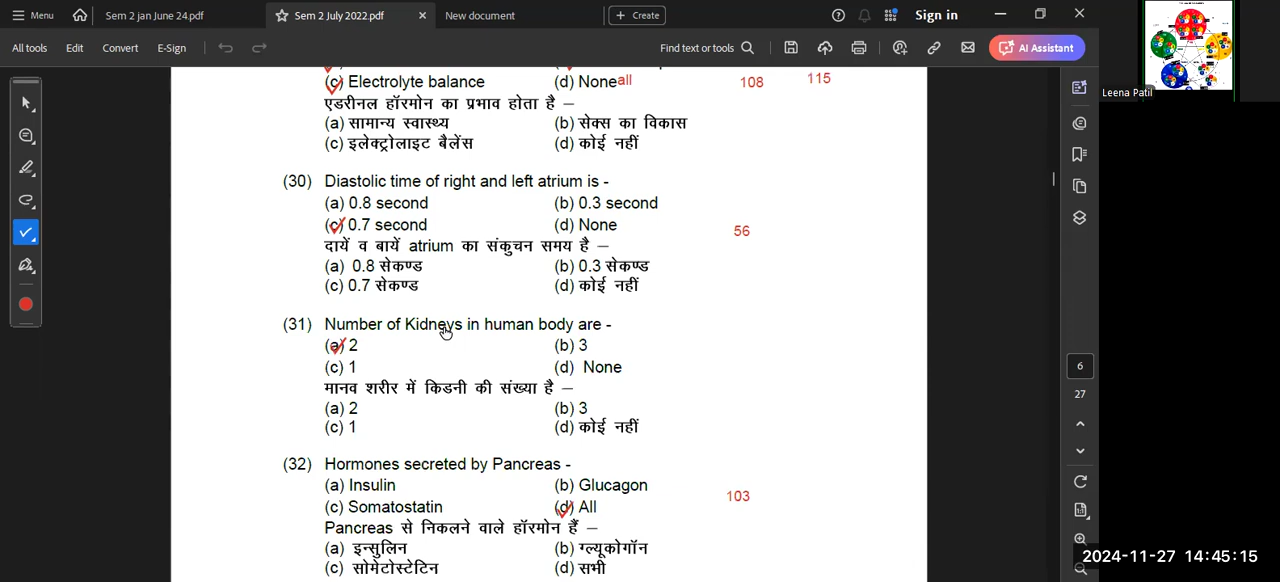 Menu
Sem 2 jan June 24.pdf
Sem 2 July 2022.pdf
New document
Create
Sign in
All tools
Edit
Convert
E-Sign
Find text or tools
AI Assistant
Leena Patil
(c) Electrolyte balance (d) None all 108 115
एडरीनल हॉरमोन का प्रभाव होता है –
(a) सामान्य स्वास्थ्य (b) सेक्स का विकास
(c) इलेक्ट्रोलाइट बैलेंस (d) कोई नहीं
(30) Diastolic time of right and left atrium is -
(a) 0.8 second (b) 0.3 second
(c) 0.7 second (d) None 56
दायें व बायें atrium का संकुचन समय है –
(a) 0.8 सेकण्ड (b) 0.3 सेकण्ड
(c) 0.7 सेकण्ड (d) कोई नहीं
(31) Number of Kidneys in human body are -
(a) 2 (b) 3
(c) 1 (d) None
मानव शरीर में किडनी की संख्या है –
(a) 2 (b) 3
(c) 1 (d) कोई नहीं
(32) Hormones secreted by Pancreas -
(a) Insulin (b) Glucagon 103
(c) Somatostatin (d) All
Pancreas से निकलने वाले हॉरमोन हैं –
(a) इन्सुलिन (b) ग्ल्यूकोगॉन
(c) सोमेटोस्टेटिन (d) सभी
6
27
2024-11-27 14:45:15